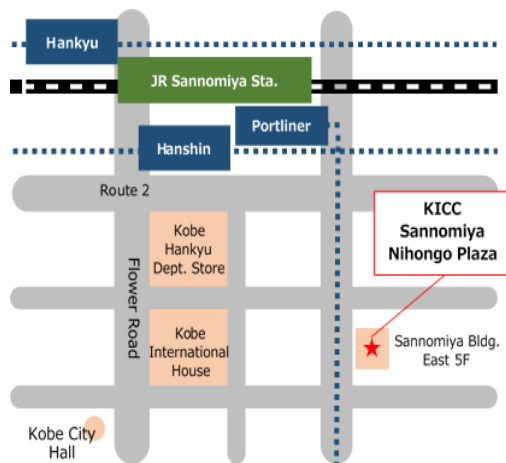 Hankyu
JR Sannomiya Sta.
Portliner
Hanshin
Route 2
KICC
Sannomiya
Nihongo Plaza
Kobe
Hankyu
Dept. Store
Flower Road
Kobe
International
House
Sannomiya Bldg.
East 5F
Kobe City
Hall